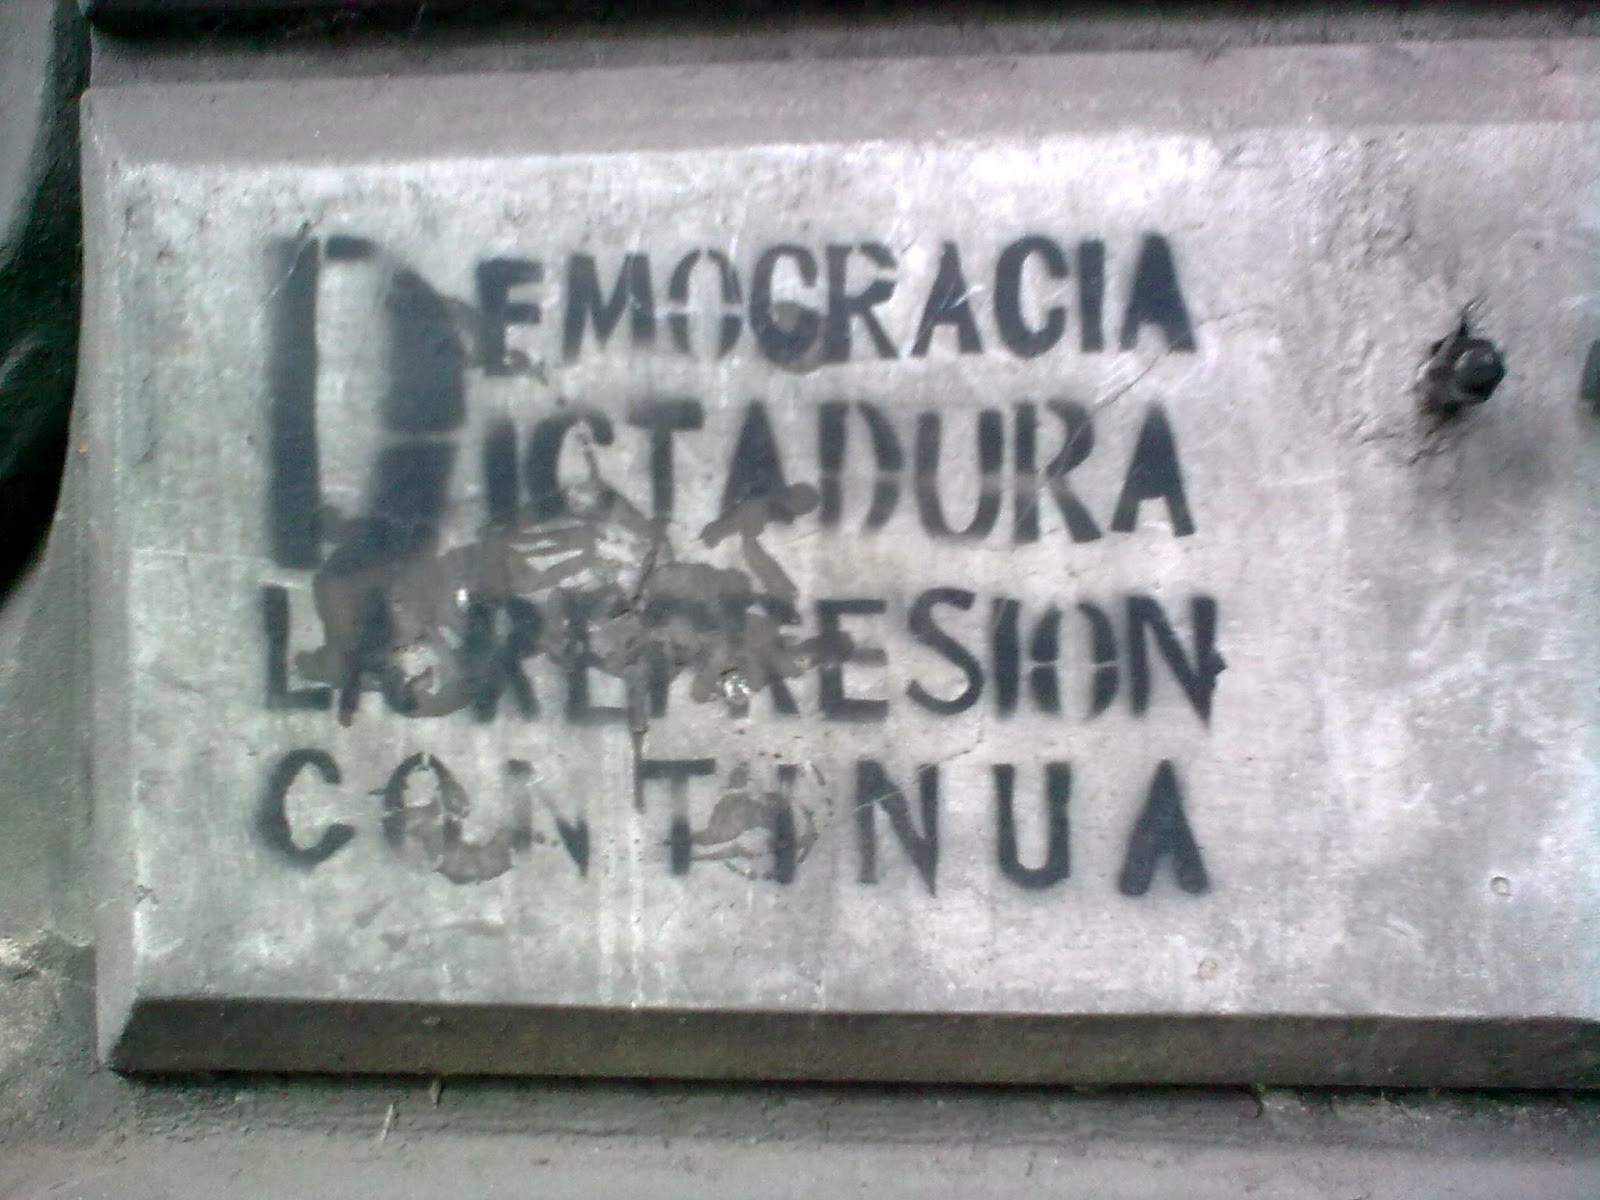 DEMOCRACIA
DICTADURA
LA REPRESION
CONTINUA